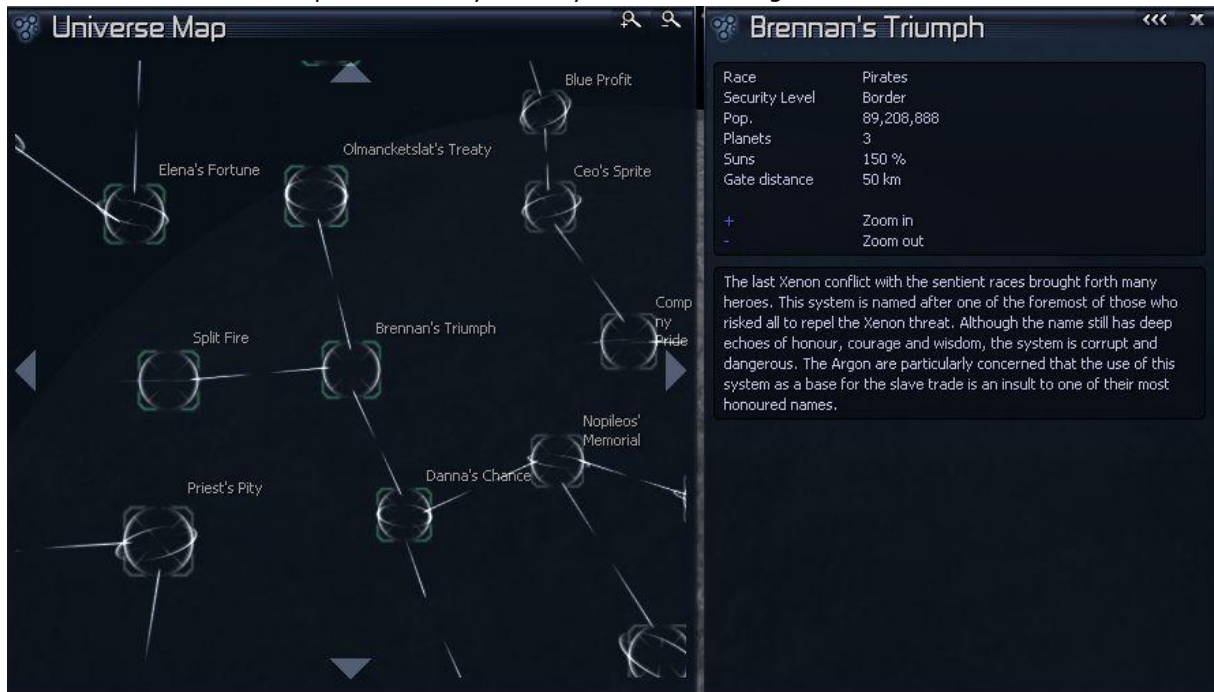 Universe Map
Blue Profit
Olmancketslat's Treaty
Elena's Fortune
Ceo's Sprite
Comp
ny
Pride
Brennan's Triumph
Split Fire
Nopileos'
Memorial
Danna's Chance
Priest's Pity
Brennan's Triumph
<<< X
Race Pirates
Security Level Border
Pop. 89,208,888
Planets 3
Suns 150 %
Gate distance 50 km
+ Zoom in
- Zoom out
The last Xenon conflict with the sentient races brought forth many
heroes. This system is named after one of the foremost of those who
risked all to repel the Xenon threat. Although the name still has deep
echoes of honour, courage and wisdom, the system is corrupt and
dangerous. The Argon are particularly concerned that the use of this
system as a base for the slave trade is an insult to one of their most
honoured names.